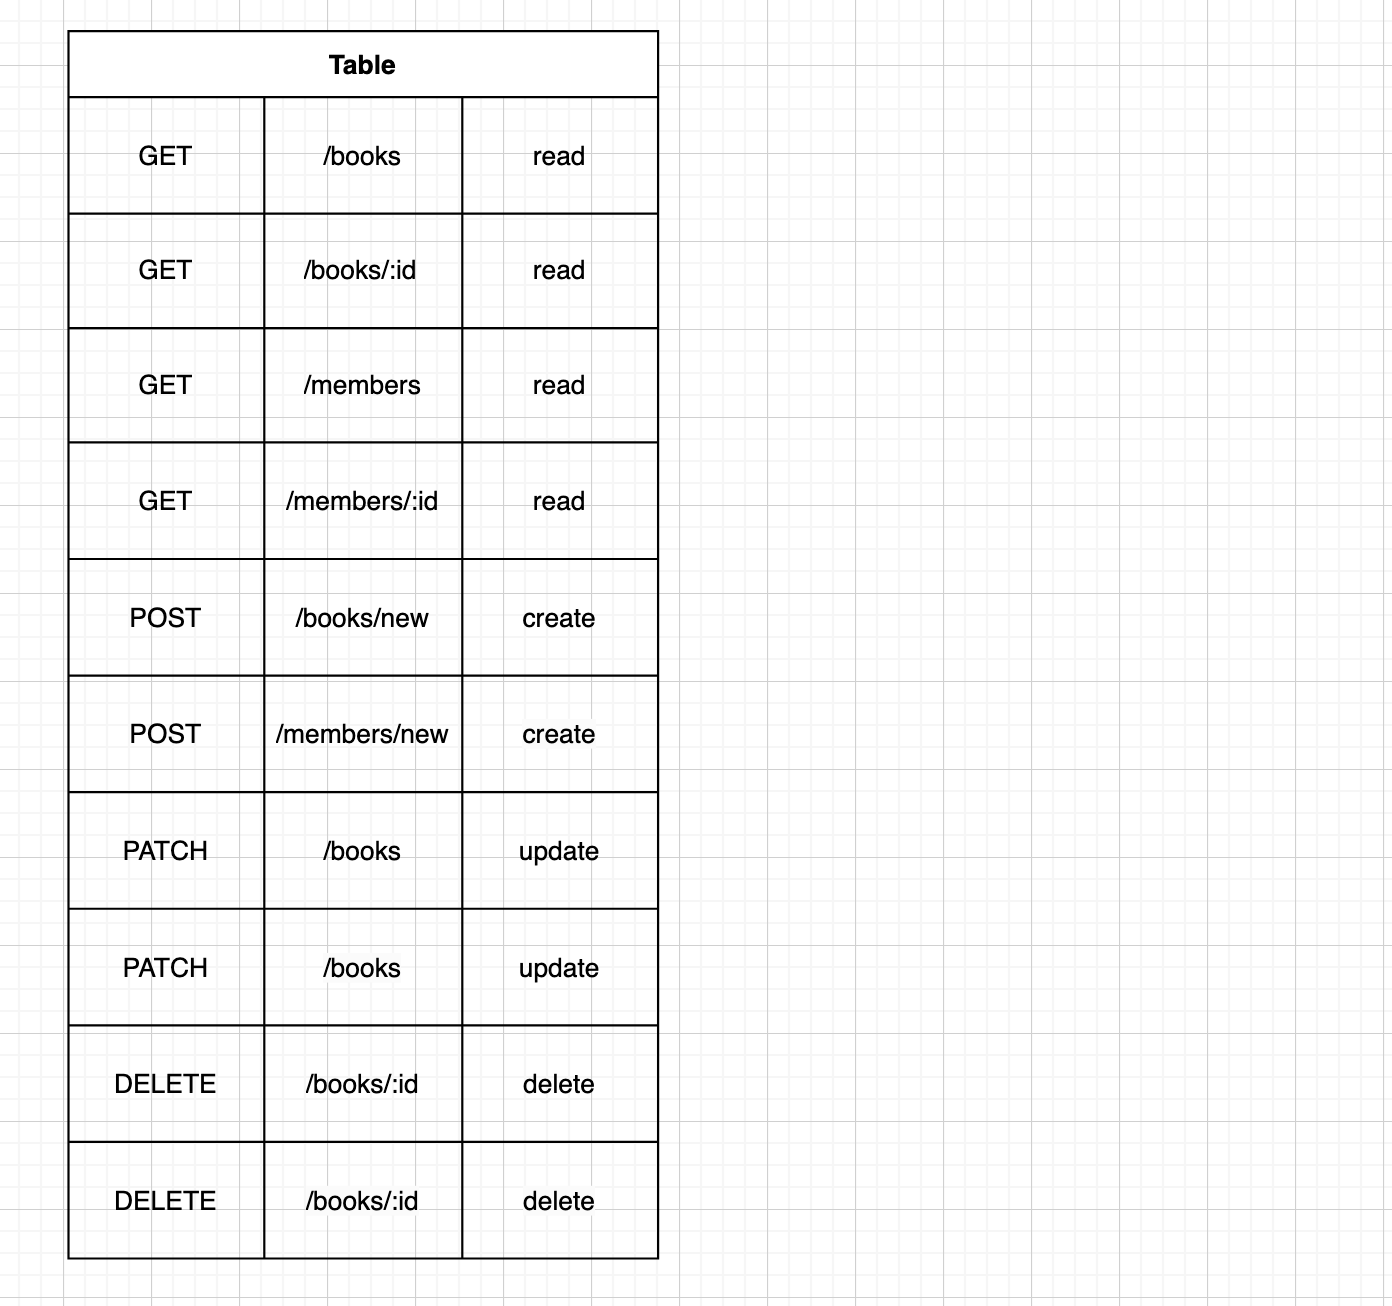 Table
GET /books read
GET /books/:id read
GET /members read
GET /members/:id read
POST /books/new create
POST /members/new create
PATCH /books update
PATCH /books update
DELETE /books/:id delete
DELETE /books/:id delete